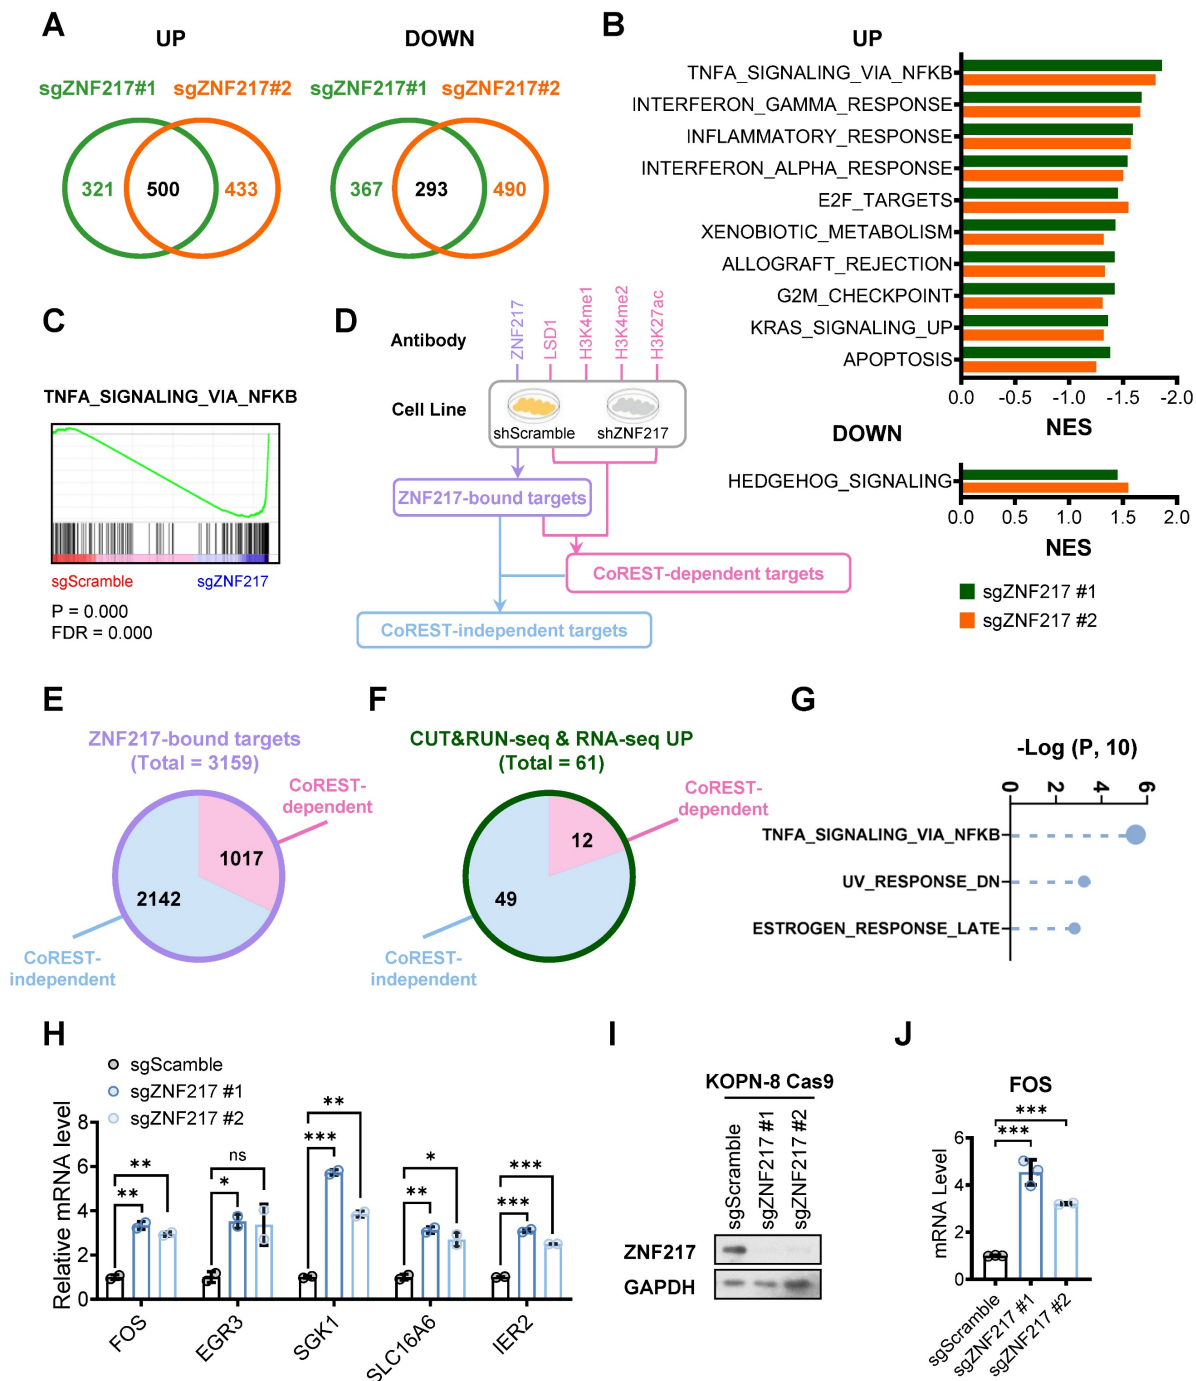 A
UP
DOWN
sgZNF217#1
sgZNF217#2
sgZNF217#1
sgZNF217#2
321
500
433
367
293
490
B
UP
TNFA_SIGNALING_VIA_NFKB
INTERFERON_GAMMA_RESPONSE
INFLAMMATORY_RESPONSE
INTERFERON_ALPHA_RESPONSE
E2F_TARGETS
XENOBIOTIC_METABOLISM
ALLOGRAFT_REJECTION
G2M_CHECKPOINT
KRAS_SIGNALING_UP
APOPTOSIS
0.0 -0.5 -1.0 -1.5 -2.0
NES
DOWN
HEDGEHOG_SIGNALING
0.0 0.5 1.0 1.5 2.0
NES
sgZNF217 #1
sgZNF217 #2
C
TNFA_SIGNALING_VIA_NFKB
sgScramble
sgZNF217
P = 0.000
FDR = 0.000
D
Antibody
ZNF217
LSD1
H3K4me1
H3K4me2
H3K27ac
Cell Line
shScramble
shZNF217
ZNF217-bound targets
CoREST-dependent targets
CoREST-independent targets
E
ZNF217-bound targets
(Total = 3159)
CoREST-
dependent
1017
2142
CoREST-
independent
F
CUT&RUN-seq & RNA-seq UP
(Total = 61)
CoREST-
dependent
12
49
CoREST-
independent
G
-Log (P, 10)
0 2 4 6
TNFA_SIGNALING_VIA_NFKB
UV_RESPONSE_DN
ESTROGEN_RESPONSE_LATE
H
sgScamble
sgZNF217 #1
sgZNF217 #2
Relative mRNA level
8
6
4
2
0
**
**
ns
*
**
***
*
**
***
***
FOS
EGR3
SGK1
SLC16A6
IER2
I
KOPN-8 Cas9
sgScramble
sgZNF217 #1
sgZNF217 #2
ZNF217
GAPDH
J
FOS
***
***
mRNA Level
6
4
2
0
sgScramble
sgZNF217 #1
sgZNF217 #2